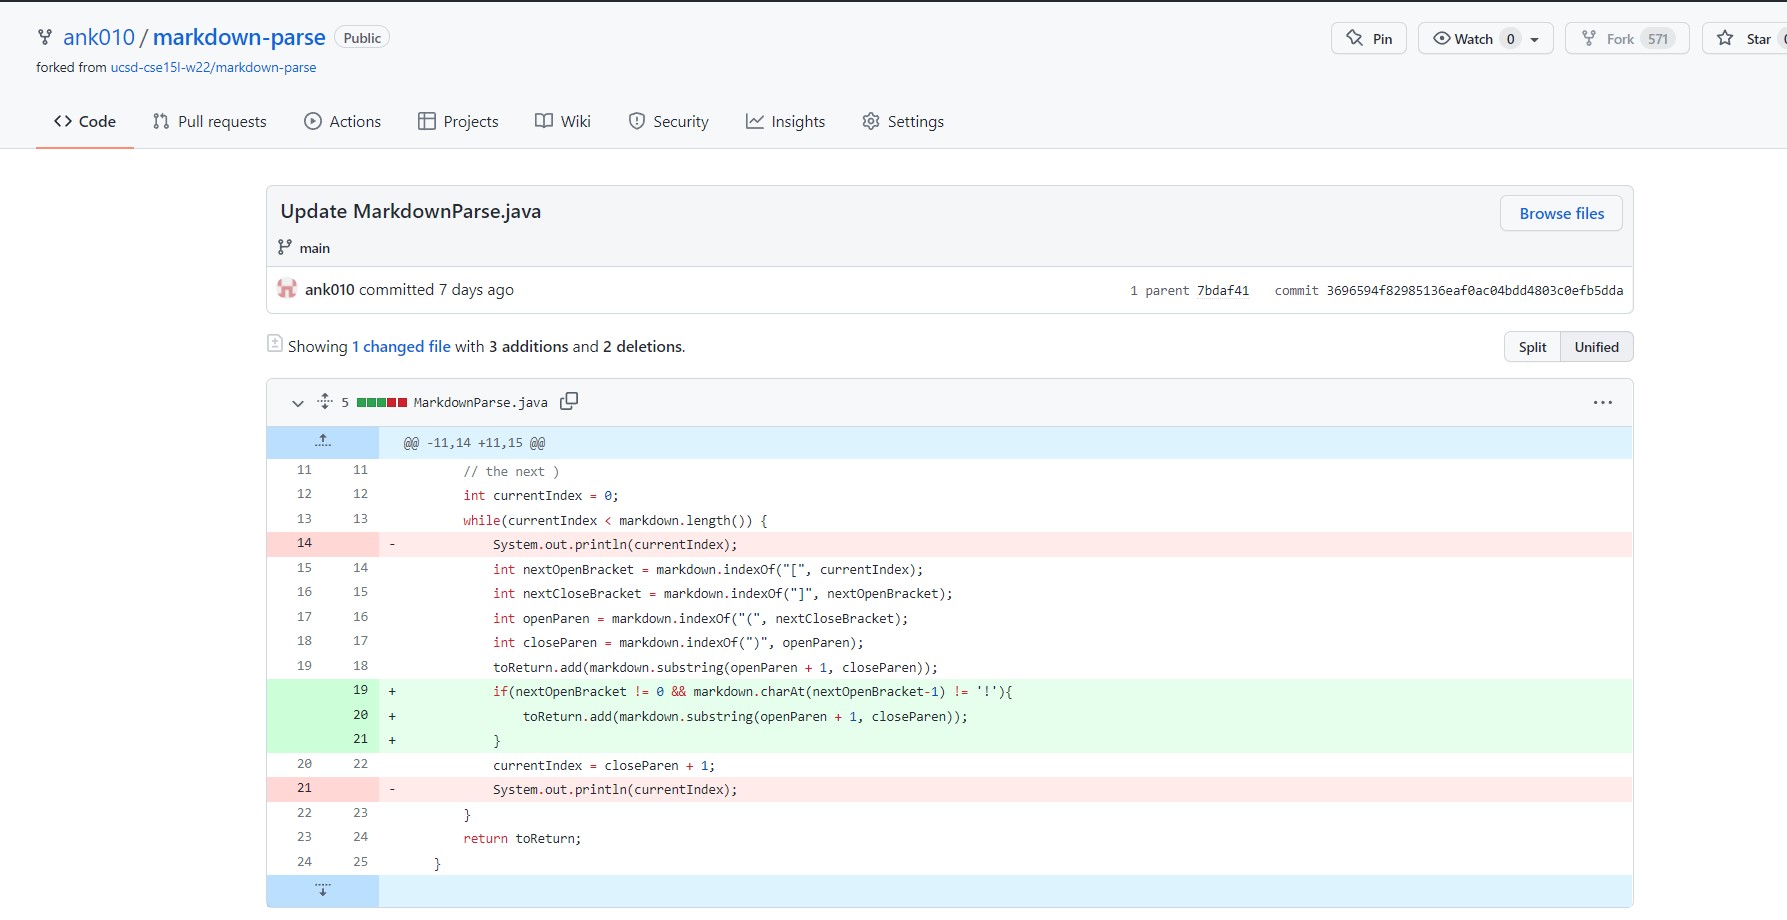 ank010 / markdown-parse Public
Pin Watch 0 Fork 571 Star
forked from ucsd-cse15l-w22/markdown-parse
Code Pull requests Actions Projects Wiki Security Insights Settings
Update MarkdownParse.java
Browse files
main
ank010 committed 7 days ago
1 parent 7bdaf41 commit 3696594f82985136eaf0ac04bdd4803c0efb5dda
Showing 1 changed file with 3 additions and 2 deletions.
Split Unified
5 MarkdownParse.java
@@ -11,14 +11,15 @@
11 11 // the next )
12 12 int currentIndex = 0;
13 13 while(currentIndex < markdown.length()) {
14 - System.out.println(currentIndex);
15 14 int nextOpenBracket = markdown.indexOf("[", currentIndex);
16 15 int nextCloseBracket = markdown.indexOf("]", nextOpenBracket);
17 16 int openParen = markdown.indexOf("(", nextCloseBracket);
18 17 int closeParen = markdown.indexOf(")", openParen);
19 18 toReturn.add(markdown.substring(openParen + 1, closeParen));
19 + if(nextOpenBracket != 0 && markdown.charAt(nextOpenBracket-1) != '!'){
20 + toReturn.add(markdown.substring(openParen + 1, closeParen));
21 + }
20 22 currentIndex = closeParen + 1;
21 - System.out.println(currentIndex);
22 23 }
23 24 return toReturn;
24 25 }